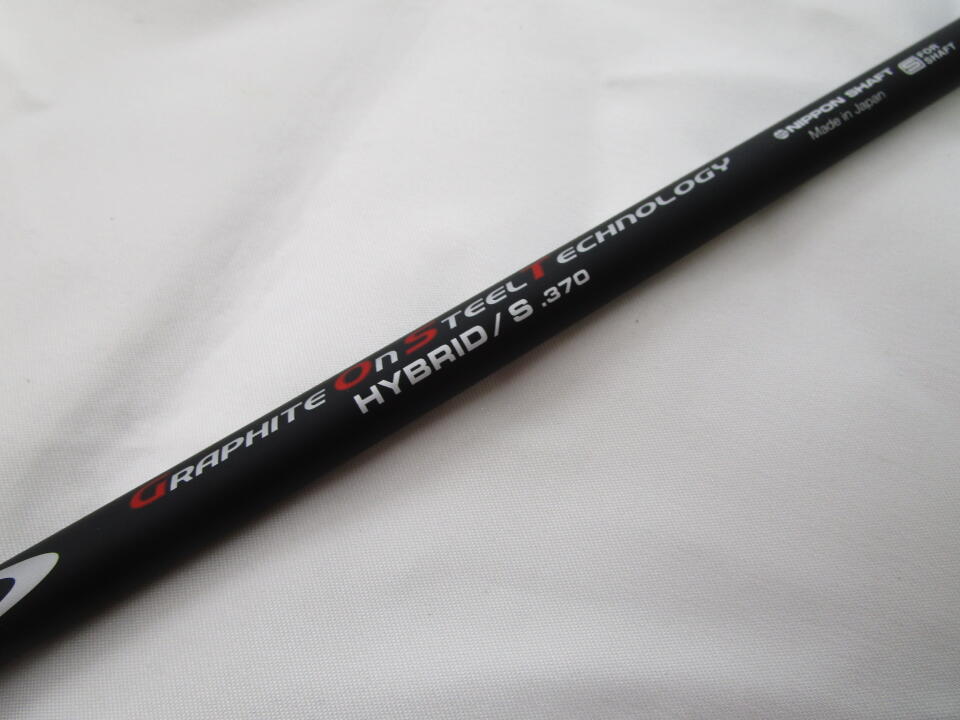 GRAPHITE On STEEL TECHNOLOGY
HYBRID / S .370
NIPPON SHAFT
Made in Japan
S FOR
SHAFT